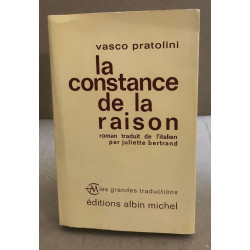 vasco pratolini
la
constance
de la
raison
roman traduit de l'italien
par juliette bertrand
les grandes traductions
éditions albin michel